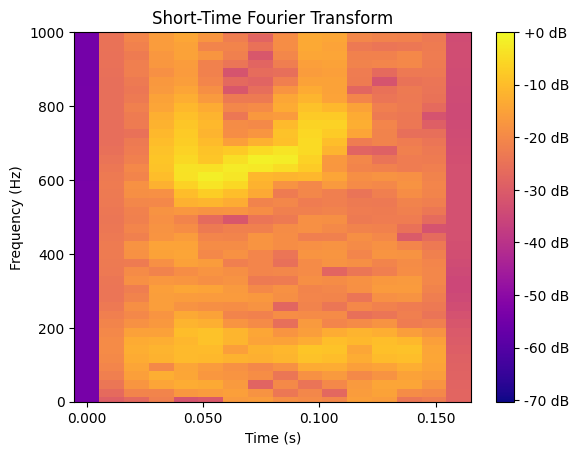 Short-Time Fourier Transform
Frequency (Hz)
1000
800
600
400
200
0
0.000
0.050
0.100
0.150
Time (s)
+0 dB
-10 dB
-20 dB
-30 dB
-40 dB
-50 dB
-60 dB
-70 dB